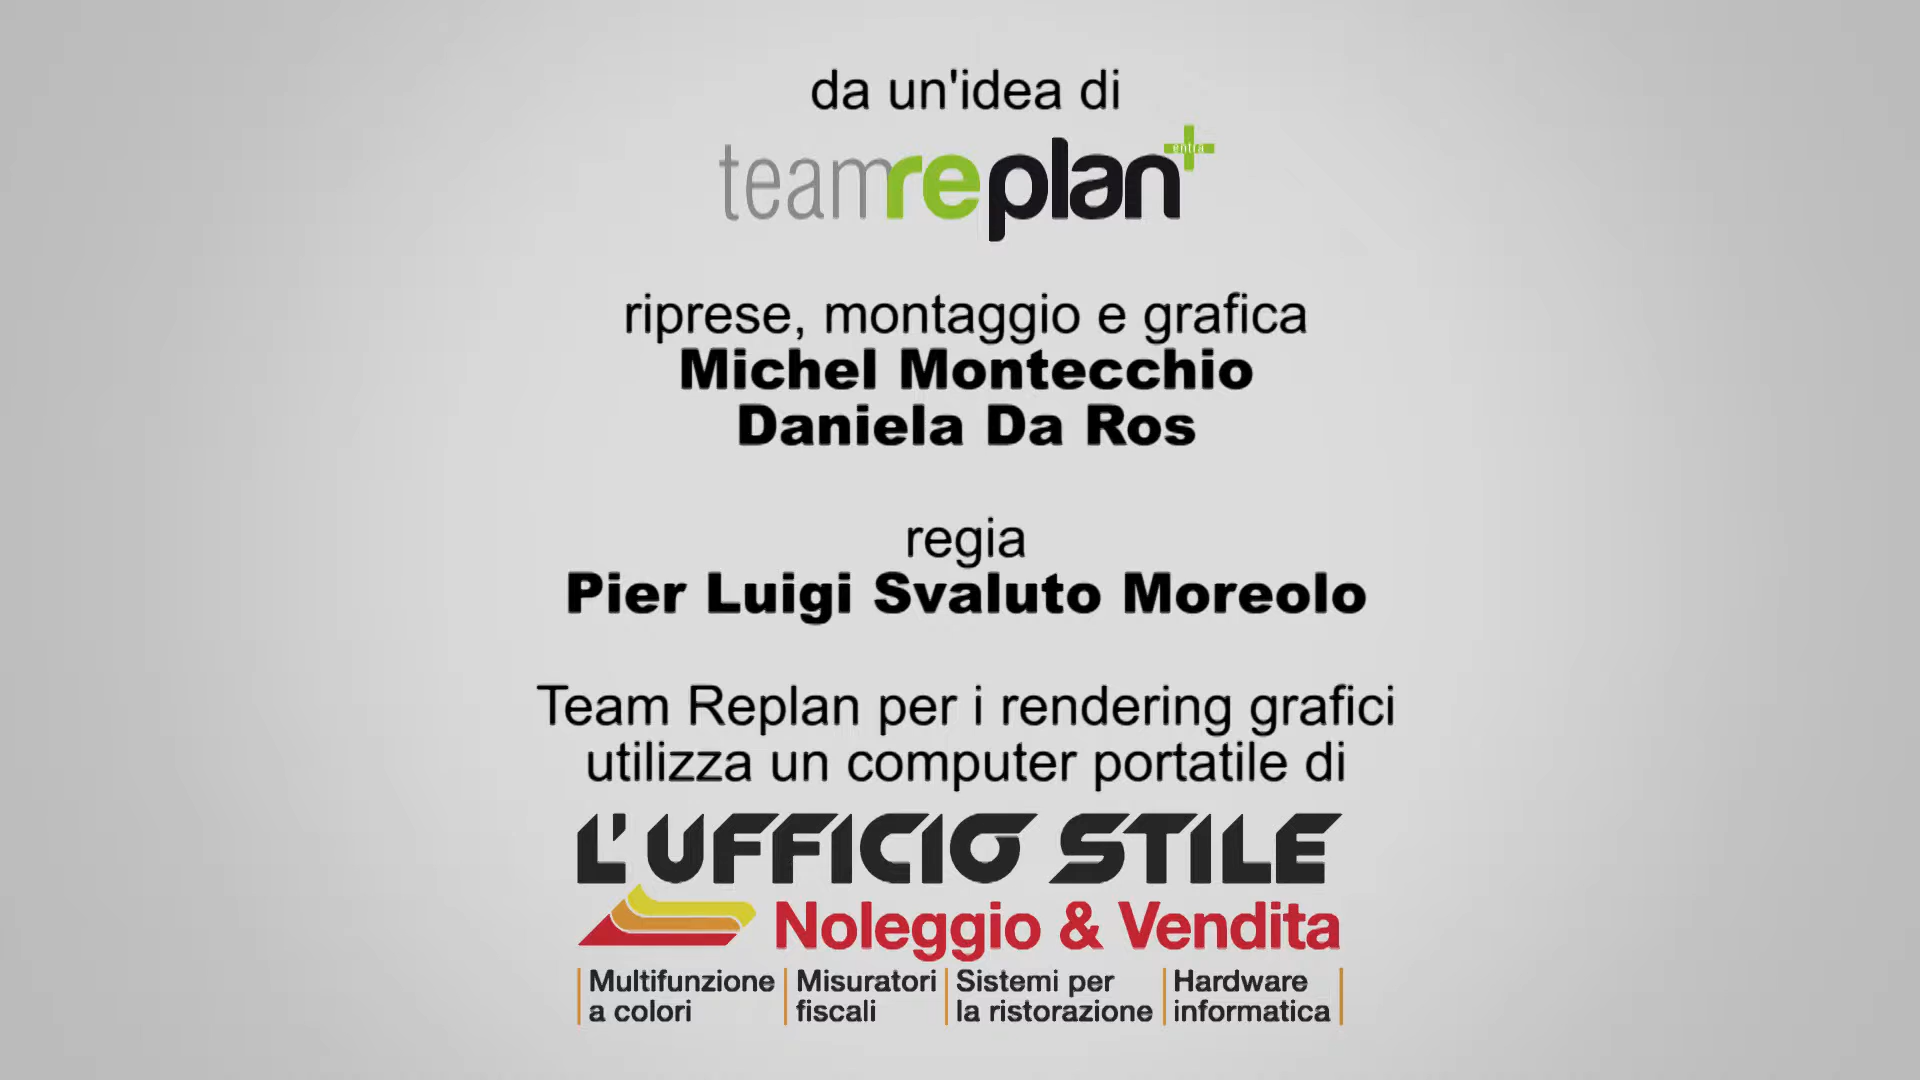 da un'idea di
teamreplan
entra
riprese, montaggio e grafica
Michel Montecchio
Daniela Da Ros
regia
Pier Luigi Svaluto Moreolo
Team Replan per i rendering grafici
utilizza un computer portatile di
L'UFFICIO STILE
Noleggio & Vendita
Multifunzione a colori
Misuratori fiscali
Sistemi per la ristorazione
Hardware informatica